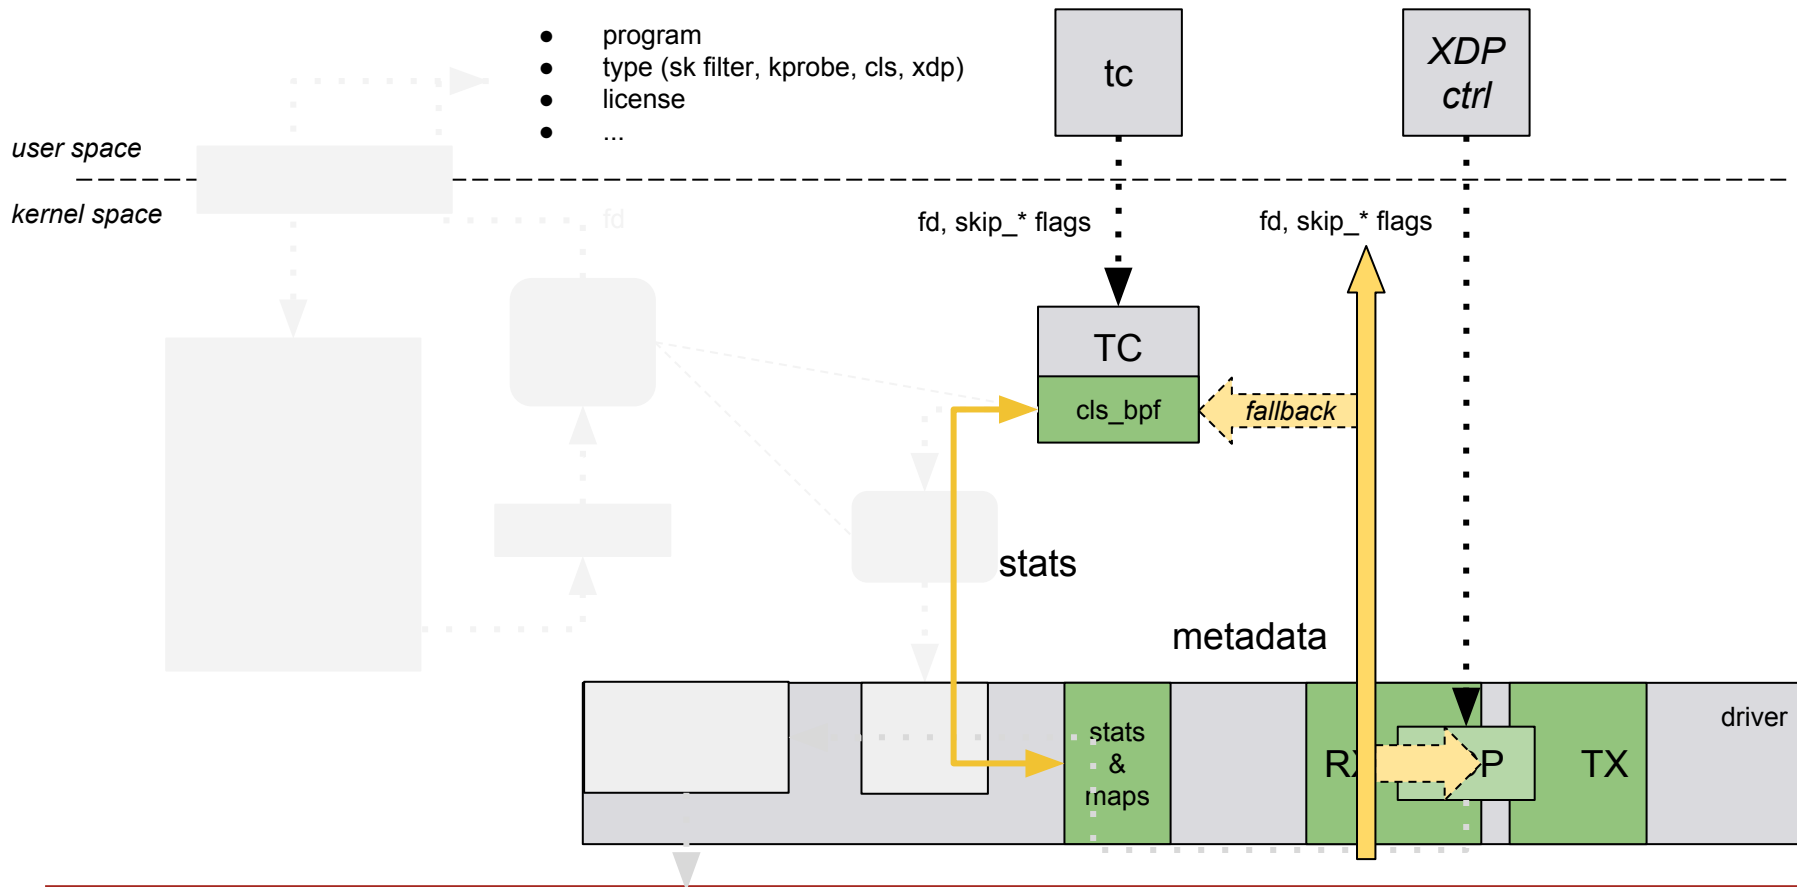 program
type (sk filter, kprobe, cls, xdp)
license
...
tc
XDP
ctrl
user space
kernel space
fd
fd, skip_* flags
fd, skip_* flags
TC
cls_bpf
fallback
stats
metadata
stats
&
maps
TX
driver